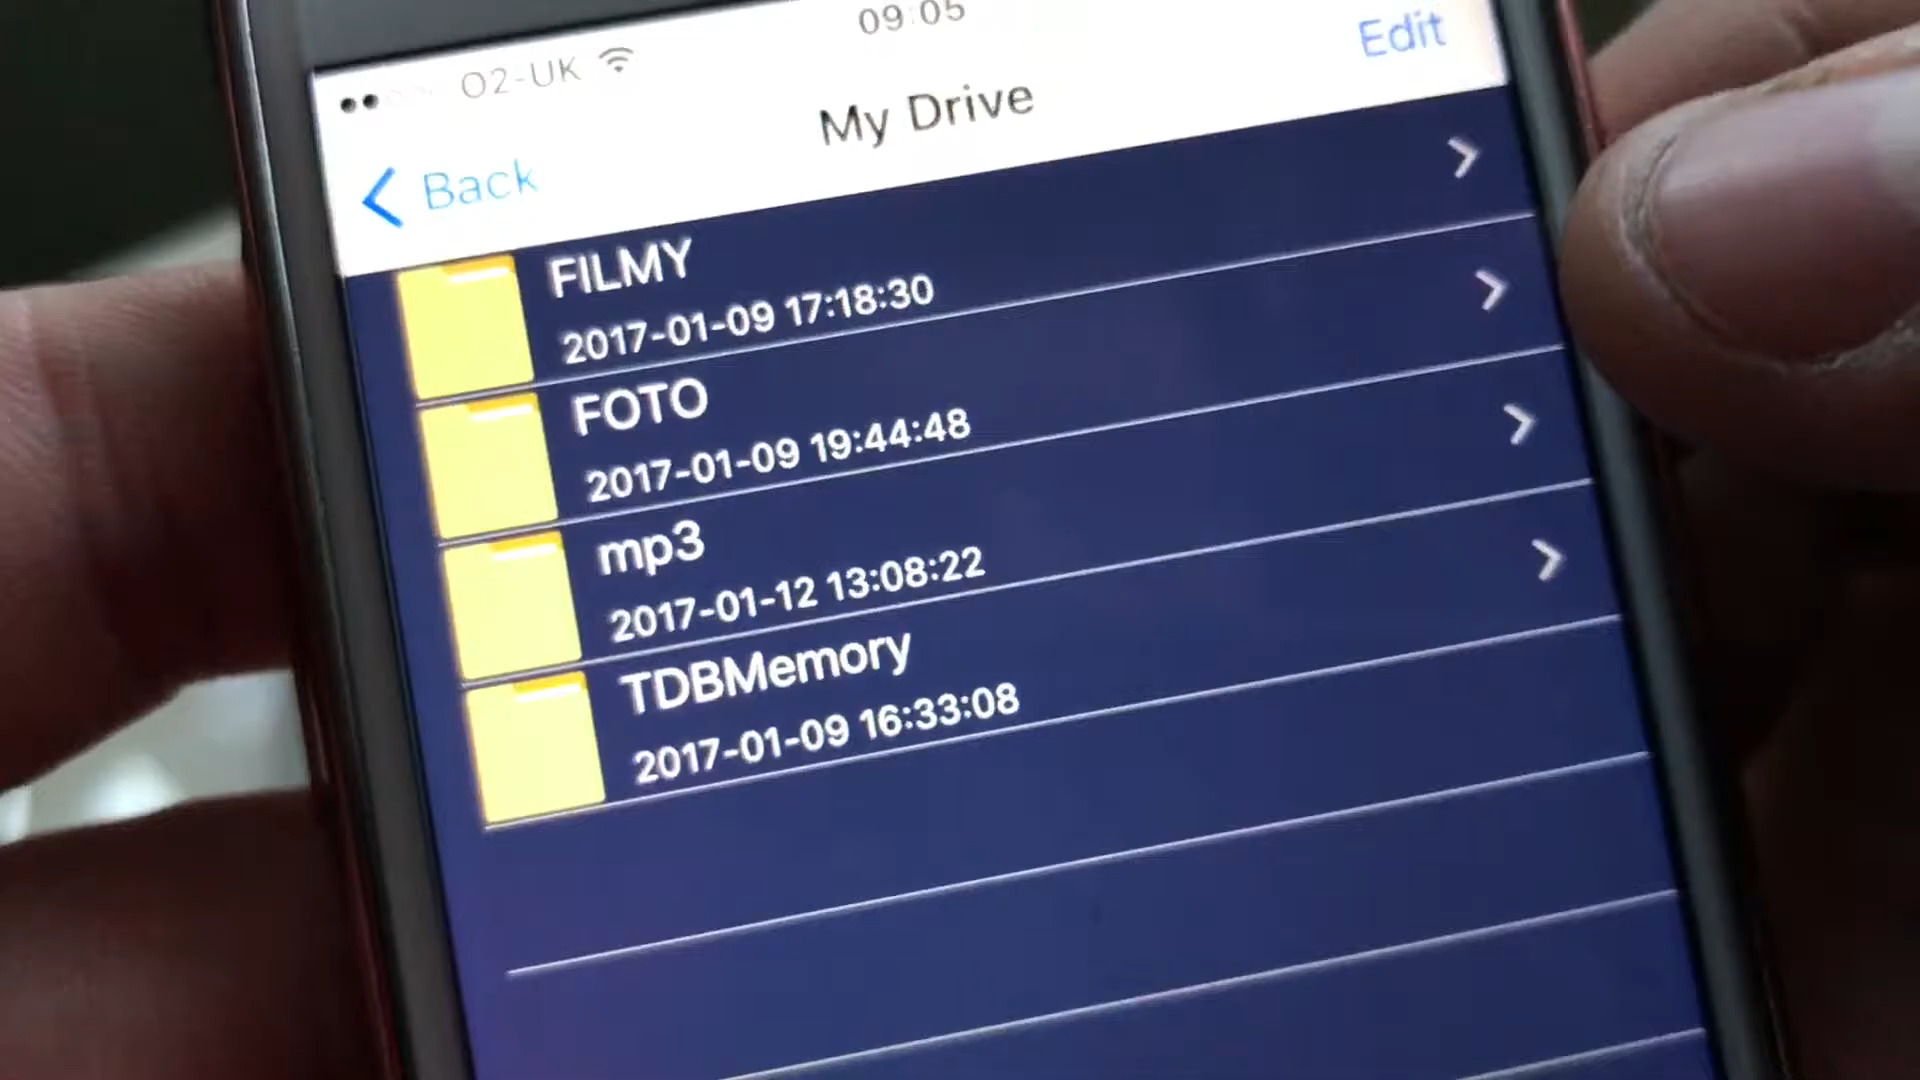 09:05
O2-UK
Edit
My Drive
Back
FILMY
2017-01-09 17:18:30
FOTO
2017-01-09 19:44:48
mp3
2017-01-12 13:08:22
TDBMemory
2017-01-09 16:33:08